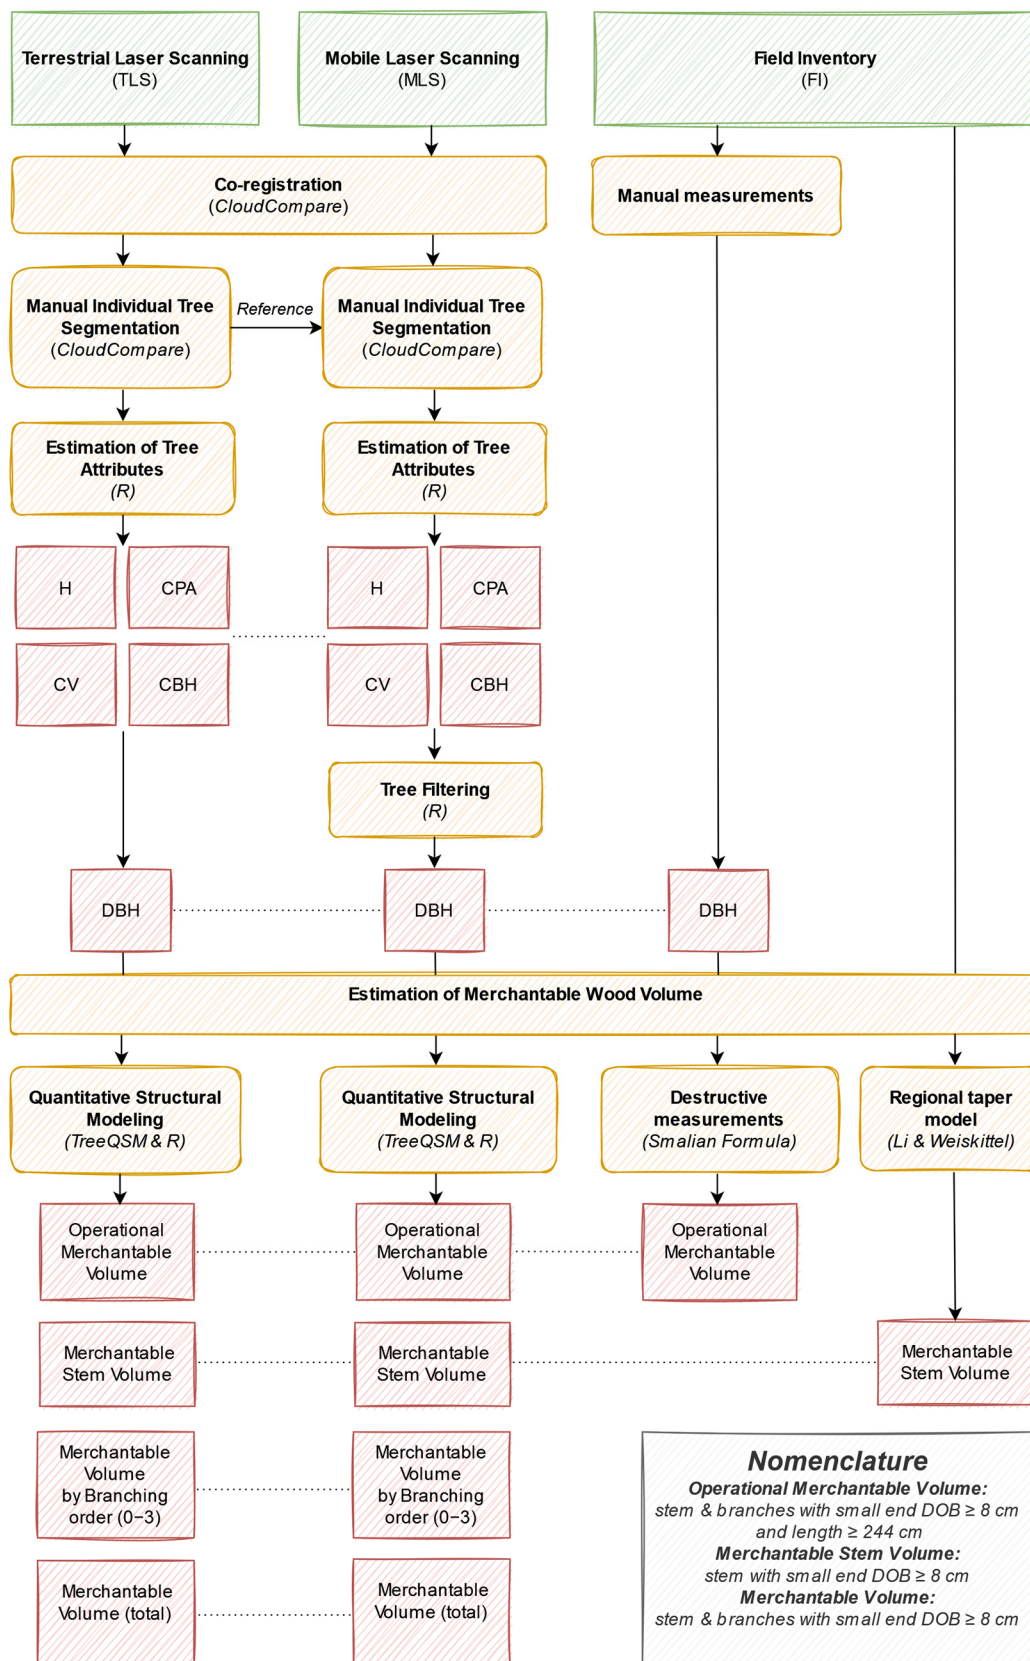 Terrestrial Laser Scanning
(TLS)
Mobile Laser Scanning
(MLS)
Field Inventory
(FI)
Co-registration
(CloudCompare)
Manual measurements
Manual Individual Tree
Segmentation
(CloudCompare)
Reference
Manual Individual Tree
Segmentation
(CloudCompare)
Estimation of Tree
Attributes
(R)
Estimation of Tree
Attributes
(R)
H
CPA
H
CPA
CV
CBH
CV
CBH
Tree Filtering
(R)
DBH
DBH
DBH
Estimation of Merchantable Wood Volume
Quantitative Structural
Modeling
(TreeQSM & R)
Quantitative Structural
Modeling
(TreeQSM & R)
Destructive
measurements
(Smalian Formula)
Regional taper
model
(Li & Weiskittel)
Operational
Merchantable
Volume
Operational
Merchantable
Volume
Operational
Merchantable
Volume
Merchantable
Stem Volume
Merchantable
Stem Volume
Merchantable
Stem Volume
Merchantable
Volume
by Branching
order (0−3)
Merchantable
Volume
by Branching
order (0−3)
Merchantable
Volume (total)
Merchantable
Volume (total)
Nomenclature
Operational Merchantable Volume:
stem & branches with small end DOB ≥ 8 cm
and length ≥ 244 cm
Merchantable Stem Volume:
stem with small end DOB ≥ 8 cm
Merchantable Volume:
stem & branches with small end DOB ≥ 8 cm